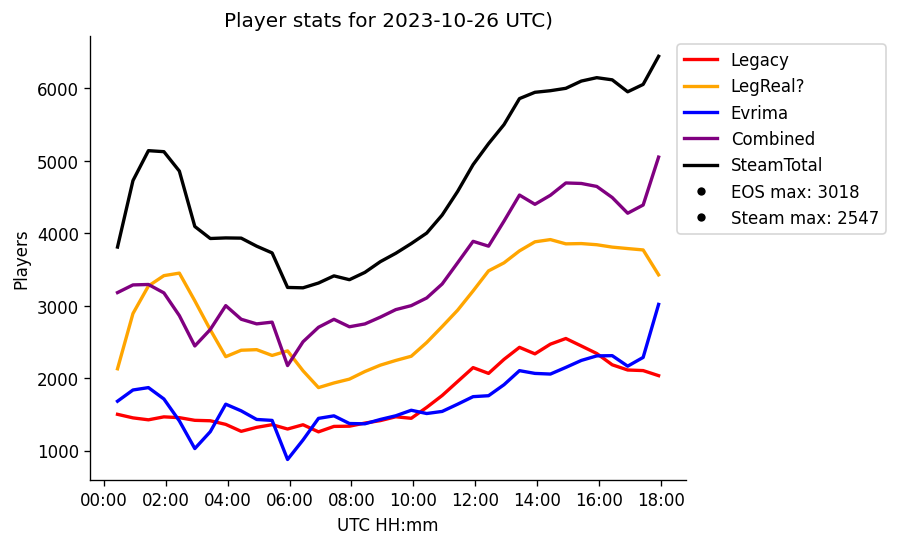 Player stats for 2023-10-26 UTC)
Legacy
LegReal?
Evrima
Combined
SteamTotal
EOS max: 3018
Steam max: 2547
Players
6000
5000
4000
3000
2000
1000
00:00 02:00 04:00 06:00 08:00 10:00 12:00 14:00 16:00 18:00
UTC HH:mm